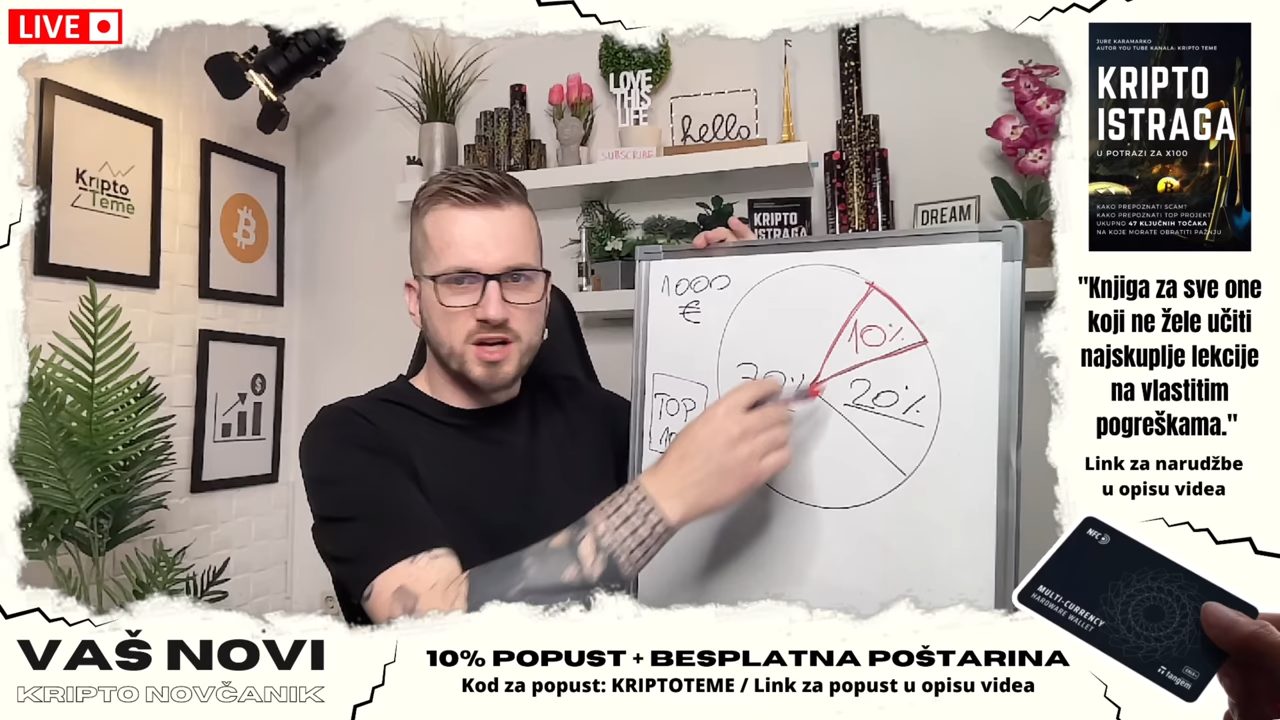 LIVE
Kripto
Teme
LOVE
THIS
LIFE
hello
SUBSCRIBE
KRIPTO
ISTRAGA
DREAM
1000
€
10%
20%
TOP
JURE KARAMARKO
AUTOR YOU TUBE KANALA: KRIPTO TEME
KRIPTO
ISTRAGA
U POTRAZI ZA X100
KAKO PREPOZNATI SCAM?
KAKO PREPOZNATI TOP PROJEKT?
UKUPNO 47 KLJUČNIH TOČAKA
NA KOJE MORATE OBRATITI PAŽNJU
"Knjiga za sve one
koji ne žele učiti
najskuplje lekcije
na vlastitim
pogreškama."
Link za narudžbe
u opisu videa
NFC
MULTI-CURRENCY
HARDWARE WALLET
tangem
VAŠ NOVI
KRIPTO NOVČANIK
10% POPUST + BESPLATNA POŠTARINA
Kod za popust: KRIPTOTEME / Link za popust u opisu videa